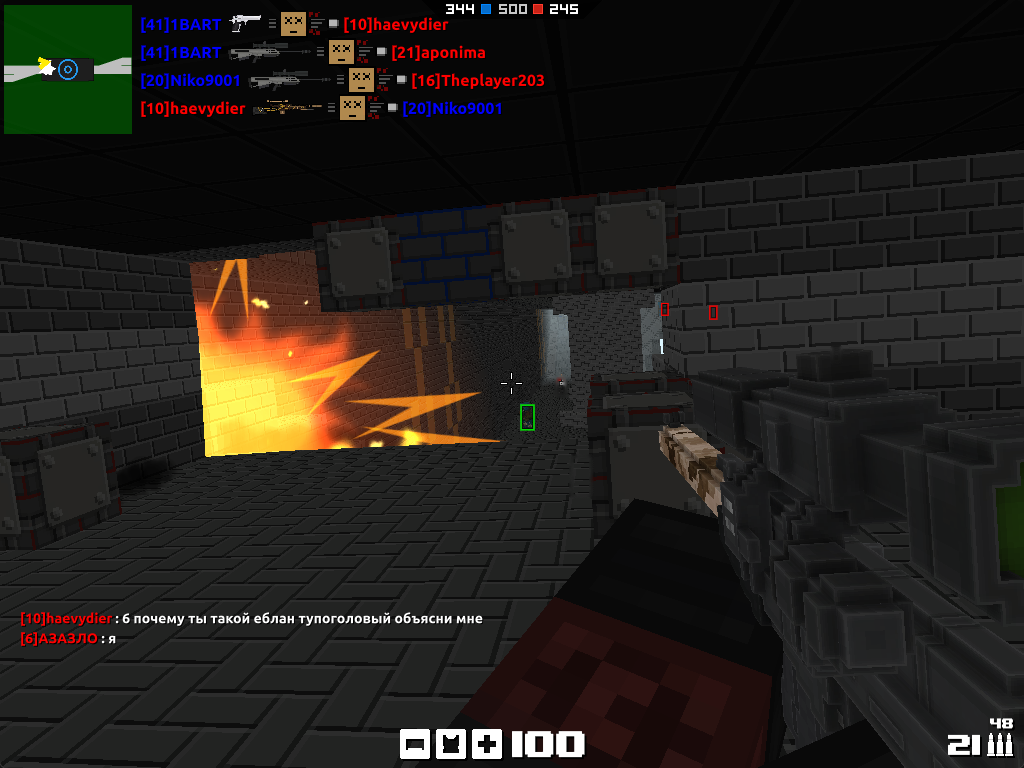 344 500 245
[41]1BART [10]haevydier
[41]1BART [21]aponima
[20]Niko9001 [16]Theplayer203
[10]haevydier [20]Niko9001
[10]haevydier : 6 почему ты такой еблан тупоголовый объясни мне
[6]АЗАЗЛО : я
100
48
21